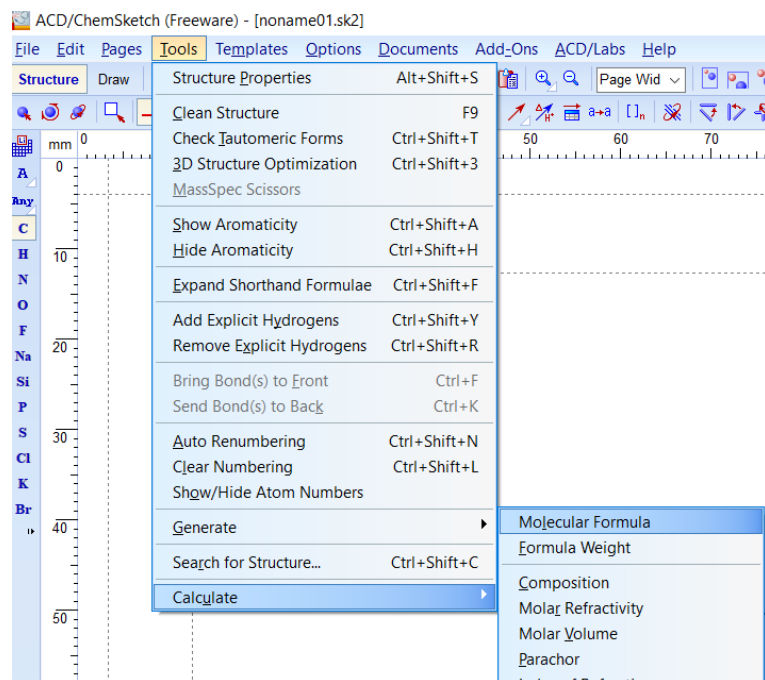 ACD/ChemSketch (Freeware) - [noname01.sk2]
File Edit Pages Tools Templates Options Documents Add-Ons ACD/Labs Help
Structure Draw Page Wid
a→a []n
mm 0 50 60 70
0
10
20
30
40
50
A
Any
C
H
N
O
F
Na
Si
P
S
Cl
K
Br
Structure Properties Alt+Shift+S
Clean Structure F9
Check Tautomeric Forms Ctrl+Shift+T
3D Structure Optimization Ctrl+Shift+3
MassSpec Scissors
Show Aromaticity Ctrl+Shift+A
Hide Aromaticity Ctrl+Shift+H
Expand Shorthand Formulae Ctrl+Shift+F
Add Explicit Hydrogens Ctrl+Shift+Y
Remove Explicit Hydrogens Ctrl+Shift+R
Bring Bond(s) to Front Ctrl+F
Send Bond(s) to Back Ctrl+K
Auto Renumbering Ctrl+Shift+N
Clear Numbering Ctrl+Shift+L
Show/Hide Atom Numbers
Generate
Search for Structure... Ctrl+Shift+C
Calculate
Molecular Formula
Formula Weight
Composition
Molar Refractivity
Molar Volume
Parachor